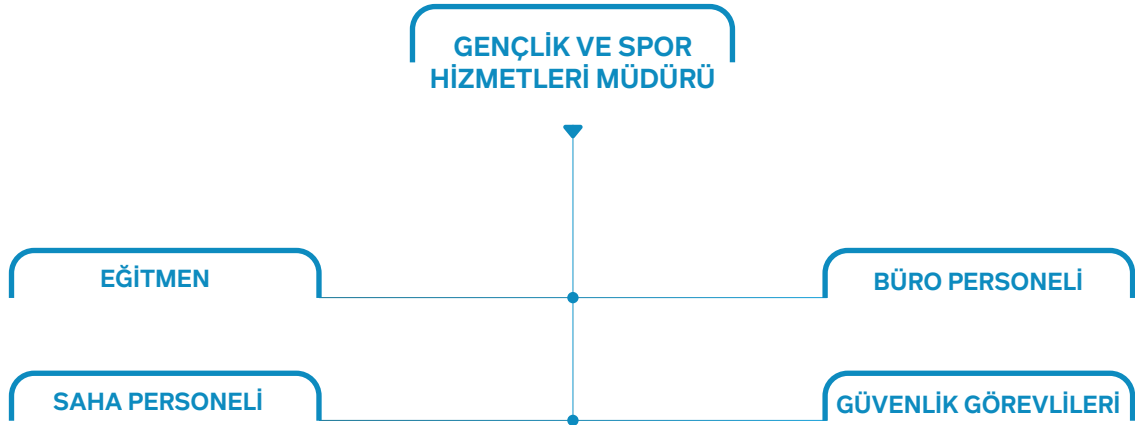 GENÇLİK VE SPOR
HİZMETLERİ MÜDÜRÜ
EĞİTMEN
BÜRO PERSONELİ
SAHA PERSONELİ
GÜVENLİK GÖREVLİLERİ